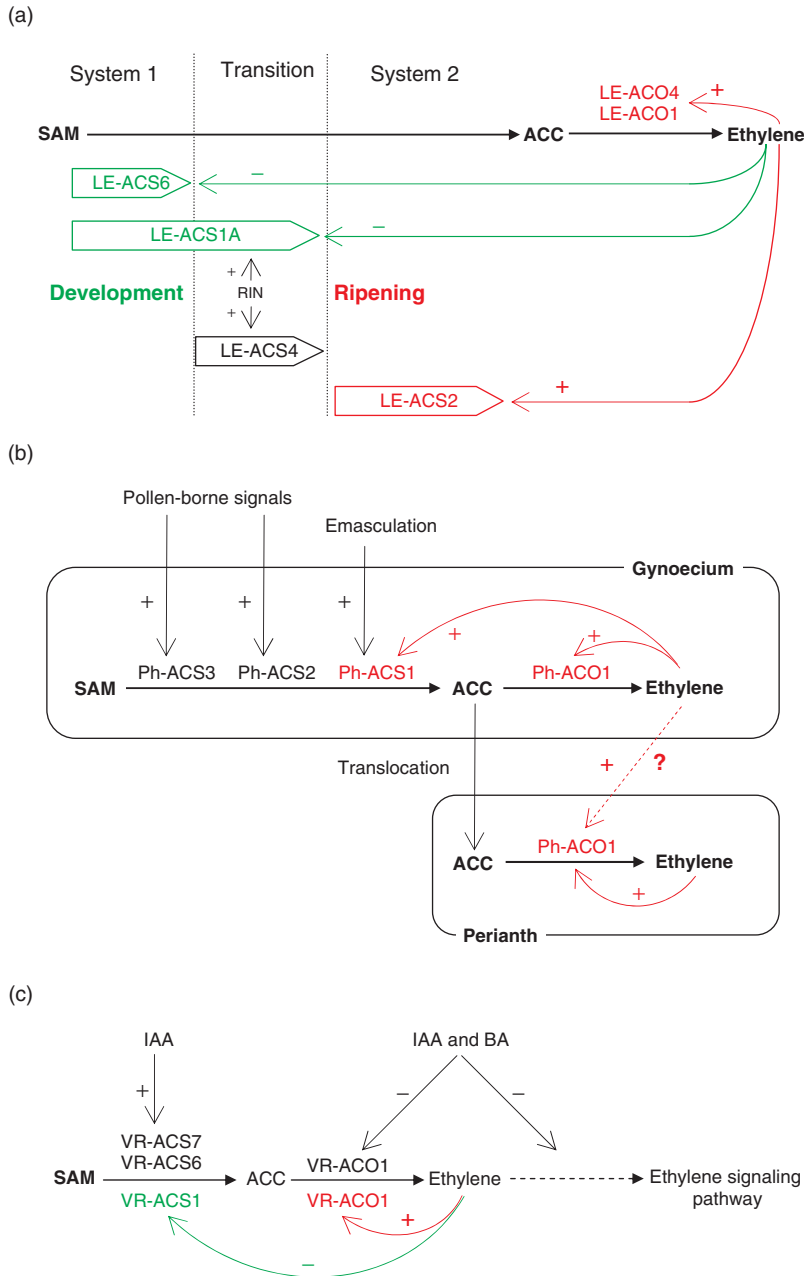 (a)
System 1
Transition
System 2
LE-ACO4
LE-ACO1
+
SAM
ACC
Ethylene
LE-ACS6
−
LE-ACS1A
−
+
RIN
+
Development
Ripening
LE-ACS4
LE-ACS2
+
(b)
Pollen-borne signals
Emasculation
Gynoecium
+
+
+
+
+
Ph-ACS3
Ph-ACS2
Ph-ACS1
Ph-ACO1
SAM
ACC
Ethylene
Translocation
+
?
Ph-ACO1
ACC
Ethylene
+
Perianth
(c)
IAA
IAA and BA
+
−
−
VR-ACS7
VR-ACS6
VR-ACO1
SAM
ACC
Ethylene
Ethylene signaling
pathway
VR-ACS1
VR-ACO1
+
−